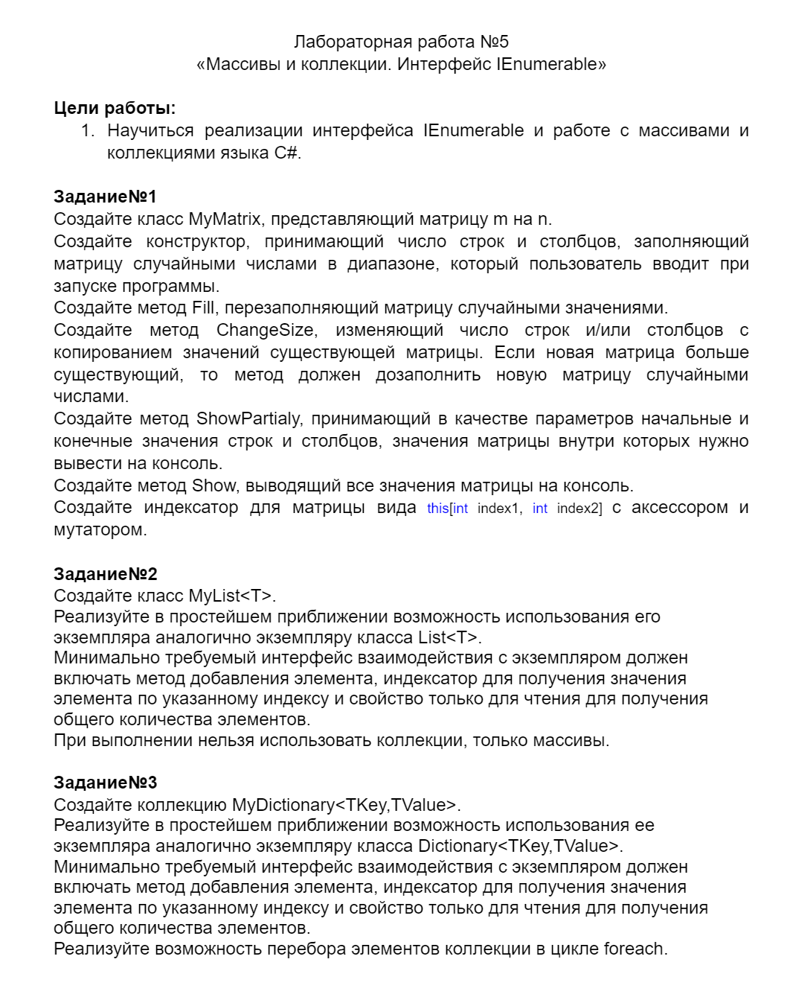 Лабораторная работа №5
«Массивы и коллекции. Интерфейс IEnumerable»
Цели работы:
1. Научиться реализации интерфейса IEnumerable и работе с массивами и
коллекциями языка C#.
Задание№1
Создайте класс MyMatrix, представляющий матрицу m на n.
Создайте конструктор, принимающий число строк и столбцов, заполняющий
матрицу случайными числами в диапазоне, который пользователь вводит при
запуске программы.
Создайте метод Fill, перезаполняющий матрицу случайными значениями.
Создайте метод ChangeSize, изменяющий число строк и/или столбцов с
копированием значений существующей матрицы. Если новая матрица больше
существующий, то метод должен дозаполнить новую матрицу случайными
числами.
Создайте метод ShowPartialy, принимающий в качестве параметров начальные и
конечные значения строк и столбцов, значения матрицы внутри которых нужно
вывести на консоль.
Создайте метод Show, выводящий все значения матрицы на консоль.
Создайте индексатор для матрицы вида this[int index1, int index2] с аксессором и
мутатором.
Задание№2
Создайте класс MyList<T>.
Реализуйте в простейшем приближении возможность использования его
экземпляра аналогично экземпляру класса List<T>.
Минимально требуемый интерфейс взаимодействия с экземпляром должен
включать метод добавления элемента, индексатор для получения значения
элемента по указанному индексу и свойство только для чтения для получения
общего количества элементов.
При выполнении нельзя использовать коллекции, только массивы.
Задание№3
Создайте коллекцию MyDictionary<TKey,TValue>.
Реализуйте в простейшем приближении возможность использования ее
экземпляра аналогично экземпляру класса Dictionary<TKey,TValue>.
Минимально требуемый интерфейс взаимодействия с экземпляром должен
включать метод добавления элемента, индексатор для получения значения
элемента по указанному индексу и свойство только для чтения для получения
общего количества элементов.
Реализуйте возможность перебора элементов коллекции в цикле foreach.